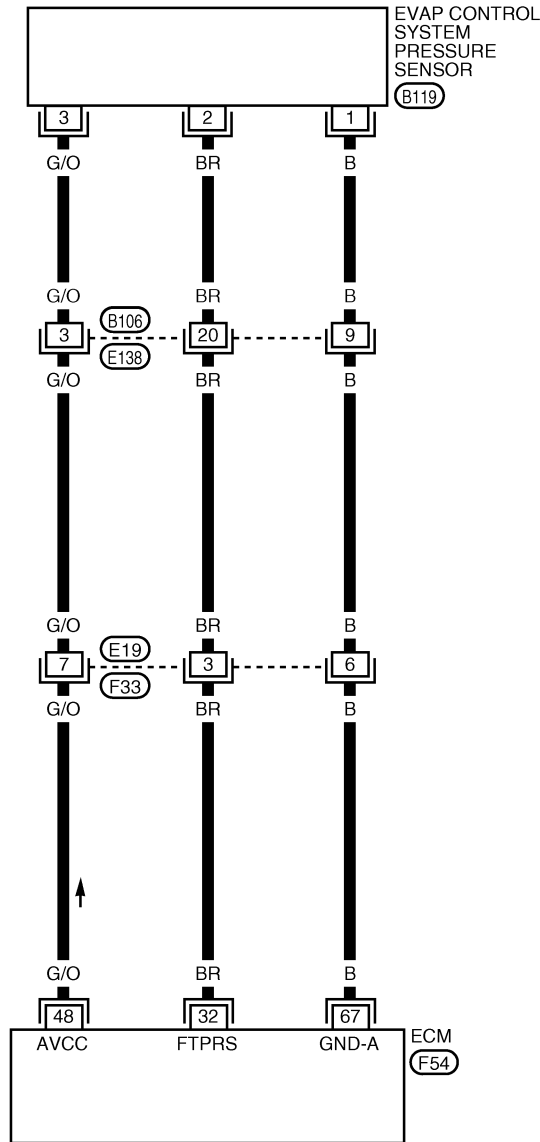 EVAP CONTROL
SYSTEM
PRESSURE
SENSOR
B119
3 2 1
G/O BR B
G/O BR B
B106
3 20 9
E138
G/O BR B
G/O BR B
E19
7 3 6
F33
G/O BR B
G/O BR B
48 32 67
AVCC FTPRS GND-A
ECM
F54